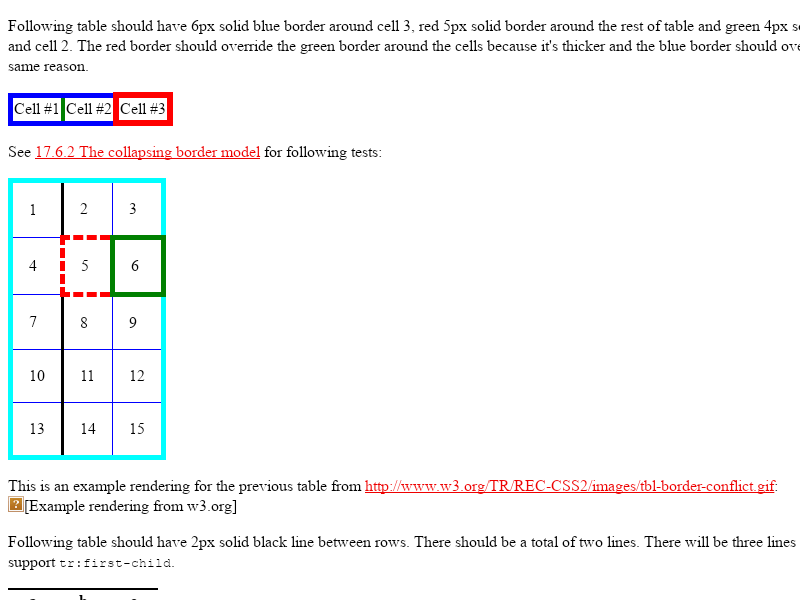 Following table should have 6px solid blue border around cell 3, red 5px solid border around the rest of table and green 4px
and cell 2. The red border should override the green border around the cells because it's thicker and the blue border should
same reason.
Cell #1 Cell #2 Cell #3
See 17.6.2 The collapsing border model for following tests:
1 2 3
4 5 6
7 8 9
10 11 12
13 14 15
This is an example rendering for the previous table from http://www.w3.org/TR/REC-CSS2/images/tbl-border-conflict.gif:
[Example rendering from w3.org]
Following table should have 2px solid black line between rows. There should be a total of two lines. There will be three lines
support tr:first-child.